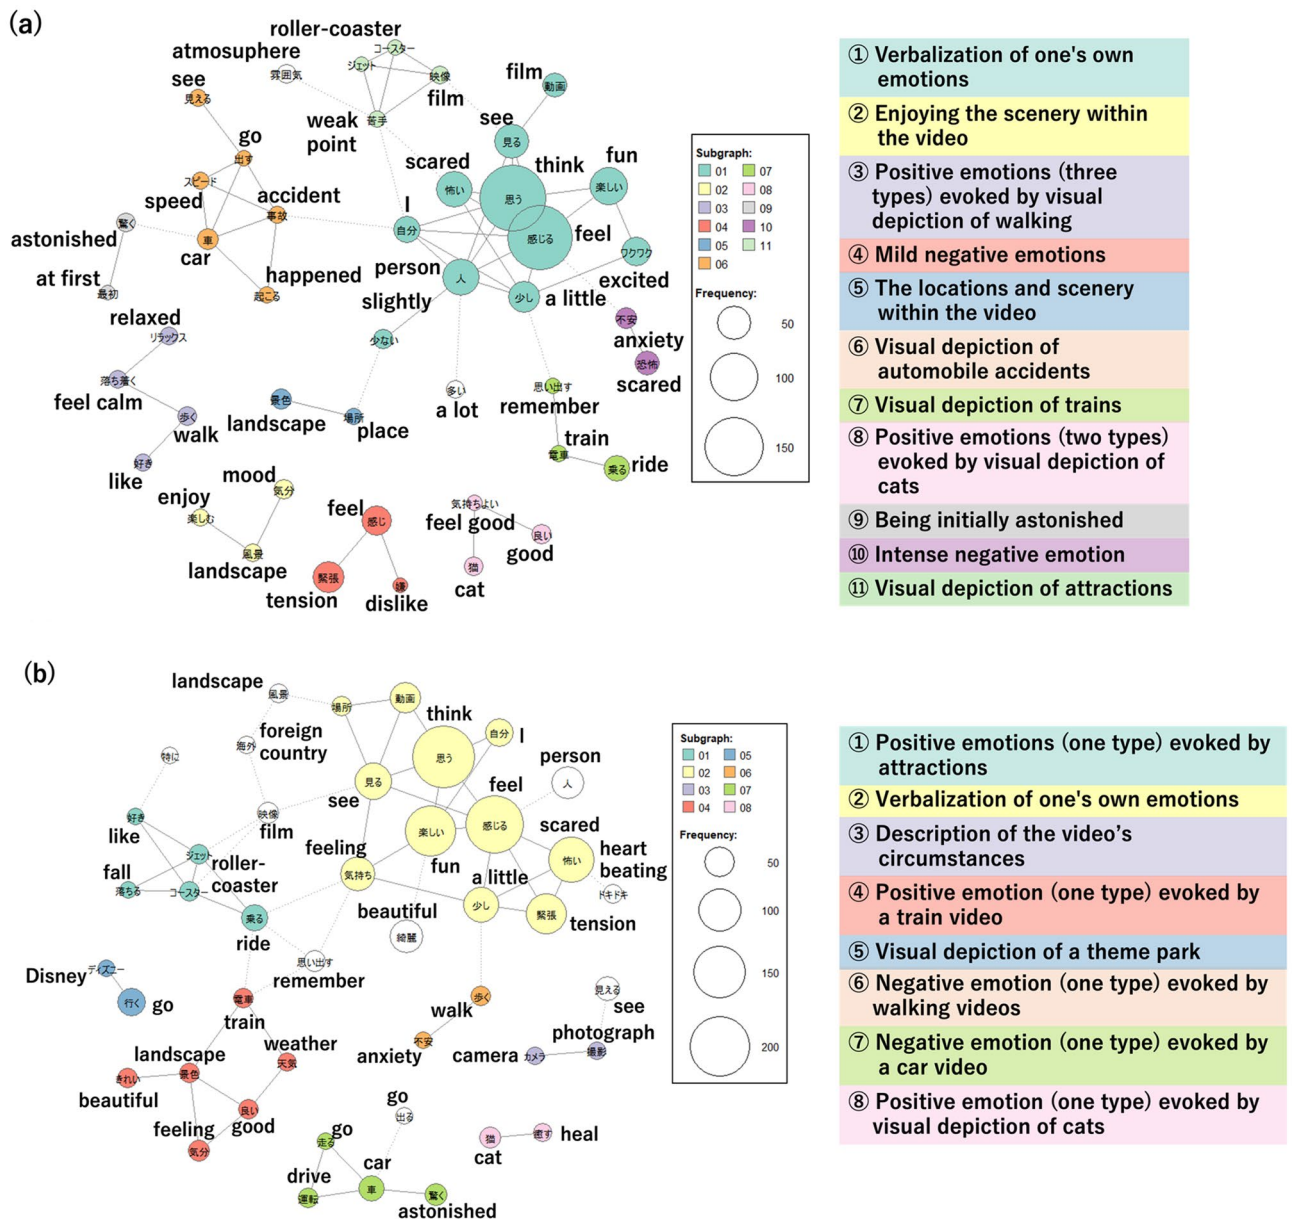 (a)
roller-coaster
コースター
atmosuphere
雰囲気
ジェット
映像
film
film
動画
see
見える
weak
point
苦手
see
見る
go
出す
scared
怖い
think
思う
fun
楽しい
スピード
speed
accident
事故
I
自分
感じる
feel
astonished
驚く
車
car
person
人
ワクワク
excited
at first
最初
happened
起こる
slightly
少ない
少し
a little
不安
anxiety
恐怖
scared
relaxed
リラックス
落ち着く
feel calm
歩く
walk
好き
like
景色
landscape
場所
place
多い
a lot
思い出す
remember
train
電車
乗る
ride
mood
気分
enjoy
楽しむ
風景
landscape
feel
感じ
緊張
tension
嫌
dislike
気持ちよい
feel good
良い
good
猫
cat
Subgraph:
01 07
02 08
03 09
04 10
05 11
06
Frequency:
50
100
150
① Verbalization of one's own
emotions
② Enjoying the scenery within
the video
③ Positive emotions (three
types) evoked by visual
depiction of walking
④ Mild negative emotions
⑤ The locations and scenery
within the video
⑥ Visual depiction of
automobile accidents
⑦ Visual depiction of trains
⑧ Positive emotions (two types)
evoked by visual depiction of
cats
⑨ Being initially astonished
⑩ Intense negative emotion
⑪ Visual depiction of attractions
(b)
landscape
風景
場所
動画
think
思う
自分
I
foreign
country
海外
特に
person
人
見る
see
feel
感じる
好き
like
映像
film
楽しい
fun
scared
怖い
heart
beating
ドキドキ
ジェット
roller-
coaster
コースター
fall
落ちる
feeling
気持ち
a little
少し
緊張
tension
beautiful
綺麗
乗る
ride
思い出す
remember
Disney
ディズニー
行く
go
電車
train
歩く
walk
不安
anxiety
見える
see
photograph
撮影
camera
カメラ
landscape
景色
weather
天気
きれい
beautiful
良い
good
feeling
気分
go
出る
go
走る
car
車
drive
運転
驚く
astonished
猫
cat
癒す
heal
Subgraph:
01 05
02 06
03 07
04 08
Frequency:
50
100
150
200
① Positive emotions (one type) evoked by
attractions
② Verbalization of one's own emotions
③ Description of the video’s
circumstances
④ Positive emotion (one type) evoked by
a train video
⑤ Visual depiction of a theme park
⑥ Negative emotion (one type) evoked by
walking videos
⑦ Negative emotion (one type) evoked by
a car video
⑧ Positive emotion (one type) evoked by
visual depiction of cats